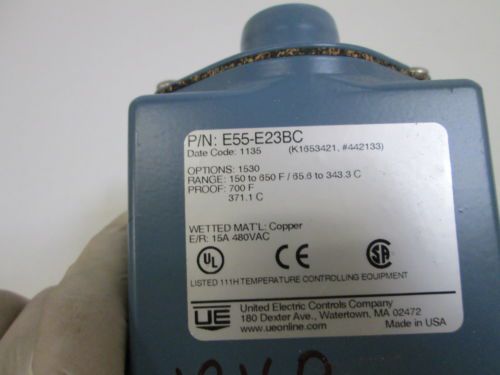 P/N: E55-E23BC
Date Code: 1135 (K1653421, #442133)
OPTIONS: 1530
RANGE: 150 to 650 F / 65.6 to 343.3 C
PROOF: 700 F
371.1 C
WETTED MAT'L: Copper
E/R: 15A 480VAC
UL CE SA
LISTED 111H TEMPERATURE CONTROLLING EQUIPMENT
UE United Electric Controls Company
180 Dexter Ave., Watertown, MA 02472
www.ueonline.com Made in USA